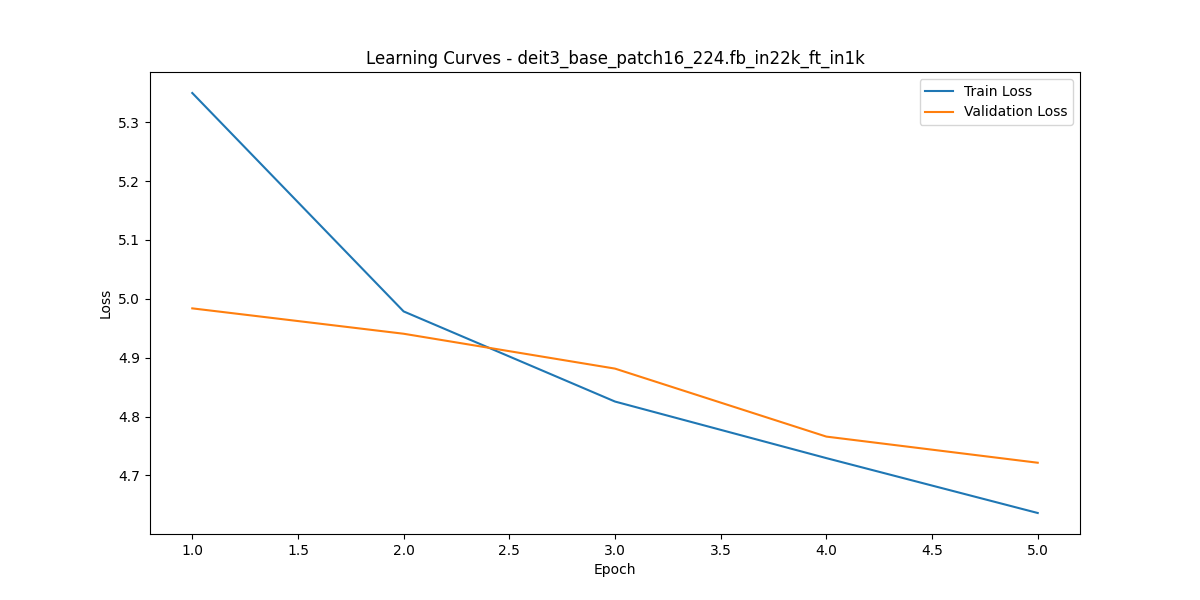 Learning Curves - deit3_base_patch16_224.fb_in22k_ft_in1k
Train Loss
Validation Loss
5.3
5.2
5.1
5.0
4.9
4.8
4.7
Loss
1.0 1.5 2.0 2.5 3.0 3.5 4.0 4.5 5.0
Epoch